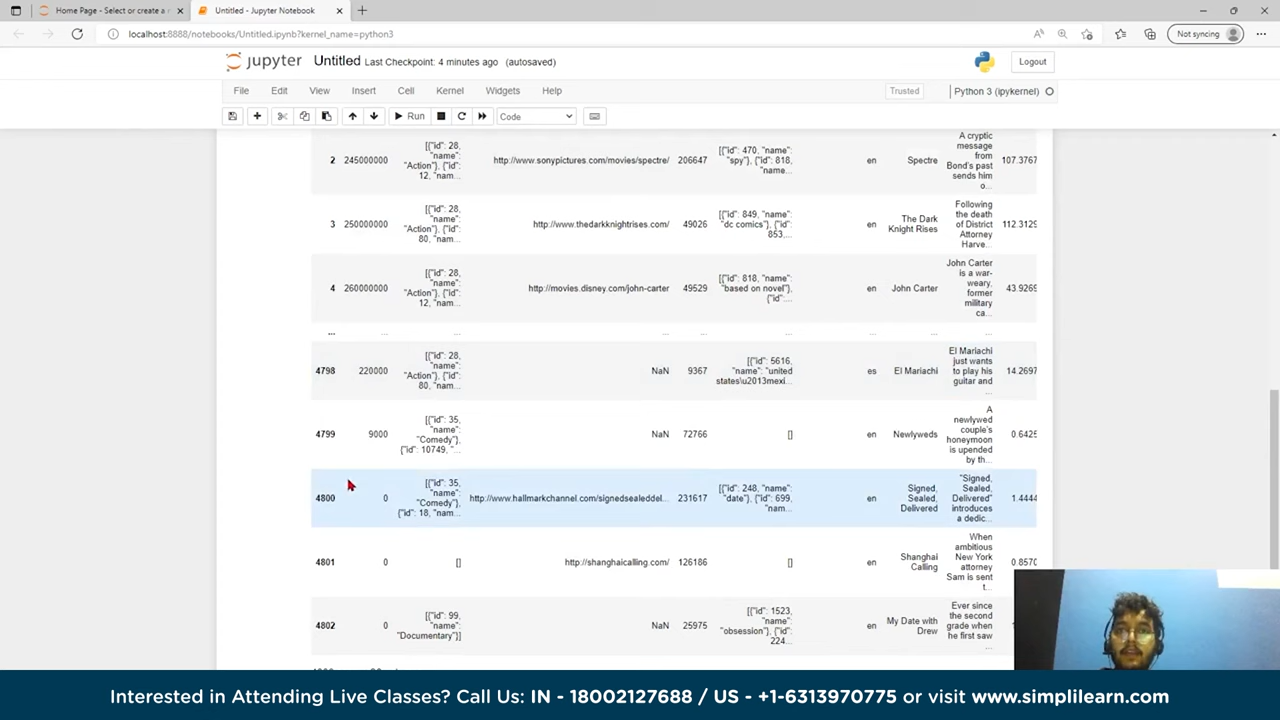 Home Page - Select or create a n
Untitled - Jupyter Notebook
localhost:8888/notebooks/Untitled.ipynb?kernel_name=python3
Not syncing
jupyter Untitled Last Checkpoint: 4 minutes ago (autosaved)
Logout
File Edit View Insert Cell Kernel Widgets Help
Trusted
Python 3 (ipykernel)
Run
Code
A cryptic
[{"id": 28, [{"id": 470, "name": message
"name": from
2 245000000 "Action"}, {"id": http://www.sonypictures.com/movies/spectre/ 206647 "spy"}, {"id": 818, en Spectre Bond's past 107.3767
12, "nam... "name... sends him
o...
[{"id": 28, Following
"name": [{"id": 849, "name": The Dark the death
3 250000000 "Action"}, {"id": http://www.thedarkknightrises.com/ 49026 "dc comics"}, {"id": en Knight Rises of District 112.3129
80, "nam... 853,... Attorney
Harve...
[{"id": 28, John Carter
"name": [{"id": 818, "name": is a war-
4 260000000 "Action"}, {"id": http://movies.disney.com/john-carter 49529 "based on novel"}, en John Carter weary, 43.9269
12, "nam... {"id":... former
military
ca...
... ... ... ... ... ... ... ... ...
[{"id": 28, El Mariachi
"name": [{"id": 5616, just wants
4798 220000 "Action"}, {"id": NaN 9367 "name": "united es El Mariachi to play his 14.2697
80, "nam... states\u2013mexi... guitar and
...
[{"id": 35, A
"name": newlywed
4799 9000 "Comedy"}, NaN 72766 [] en Newlyweds couple's 0.6425
{"id": 10749, "... honeymoon
is upended
by th...
[{"id": 35, "Signed,
"name": [{"id": 248, "name": Signed, Sealed,
4800 0 "Comedy"}, http://www.hallmarkchannel.com/signedsealeddel... 231617 "date"}, {"id": 699, en Sealed, Delivered" 1.4444
{"id": 18, "nam... "nam... Delivered introduces
a dedic...
When
ambitious
4801 0 [] http://shanghaicalling.com/ 126186 [] en Shanghai New York 0.8570
Calling attorney
Sam is sent
t...
[{"id": 99, [{"id": 1523, Ever since
"name": "name": My Date with the second
4802 0 "Documentary"}] NaN 25975 "obsession"}, {"id": en Drew grade when
224... he first saw
...
Interested in Attending Live Classes? Call Us: IN - 18002127688 / US - +1-6313970775 or visit www.simplilearn.com